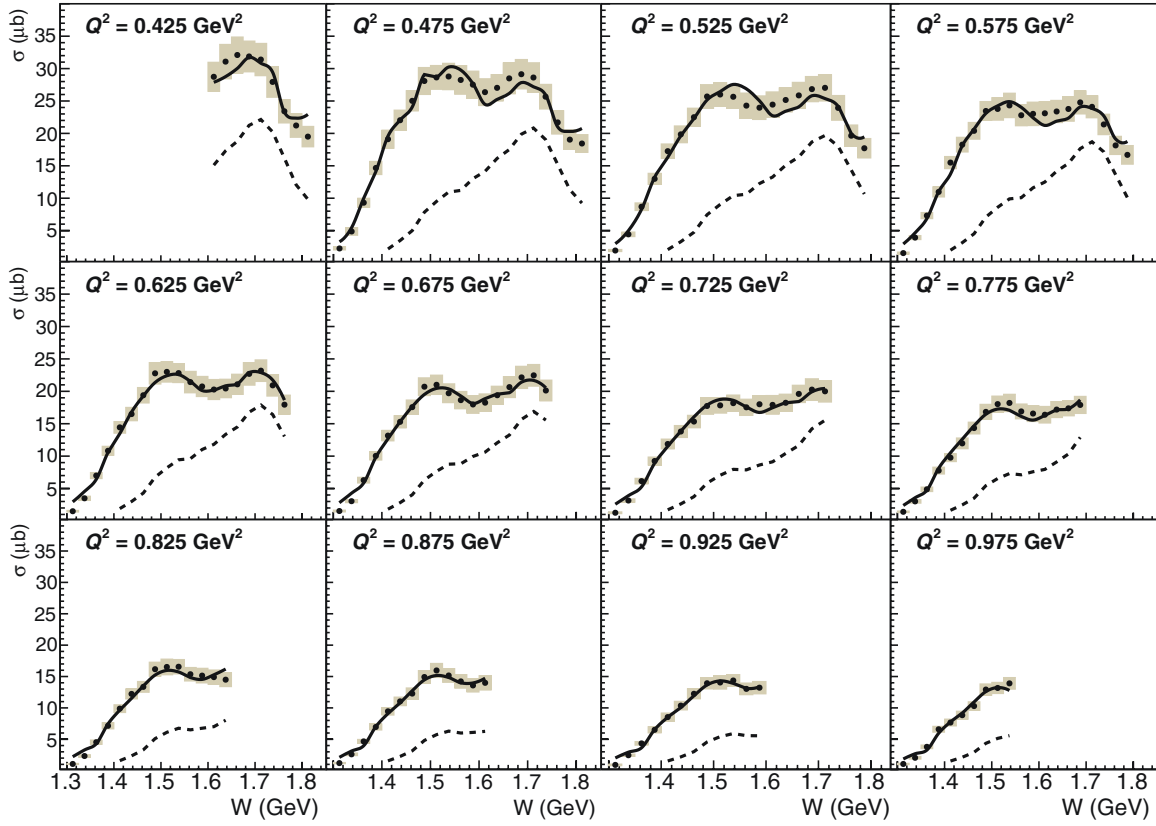 σ (μb)
Q² = 0.425 GeV²
Q² = 0.475 GeV²
Q² = 0.525 GeV²
Q² = 0.575 GeV²
35
30
25
20
15
10
5
σ (μb)
Q² = 0.625 GeV²
Q² = 0.675 GeV²
Q² = 0.725 GeV²
Q² = 0.775 GeV²
35
30
25
20
15
10
5
σ (μb)
Q² = 0.825 GeV²
Q² = 0.875 GeV²
Q² = 0.925 GeV²
Q² = 0.975 GeV²
35
30
25
20
15
10
5
1.3 1.4 1.5 1.6 1.7 1.8 1.4 1.5 1.6 1.7 1.8 1.4 1.5 1.6 1.7 1.8 1.4 1.5 1.6 1.7 1.8
W (GeV) W (GeV) W (GeV) W (GeV)